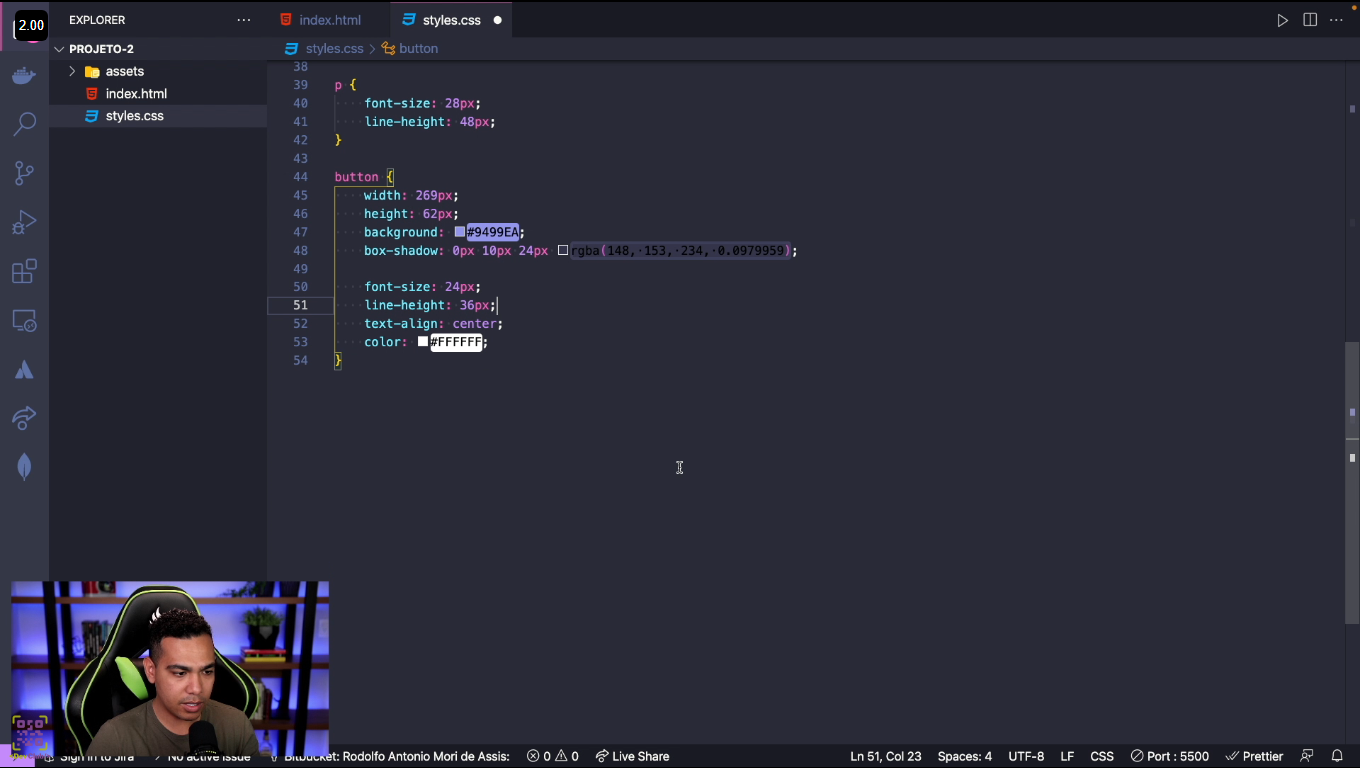 2.00
EXPLORER
index.html
styles.css
PROJETO-2
styles.css > button
assets
index.html
styles.css
38
39 p {
40 font-size: 28px;
41 line-height: 48px;
42 }
43
44 button {
45 width: 269px;
46 height: 62px;
47 background: #9499EA;
48 box-shadow: 0px 10px 24px rgba(148, 153, 234, 0.0979959);
49
50 font-size: 24px;
51 line-height: 36px;
52 text-align: center;
53 color: #FFFFFF;
54 }
Sign in to Jira No active issue Bitbucket: Rodolfo Antonio Mori de Assis: 0 0 Live Share Ln 51, Col 23 Spaces: 4 UTF-8 LF CSS Port : 5500 Prettier